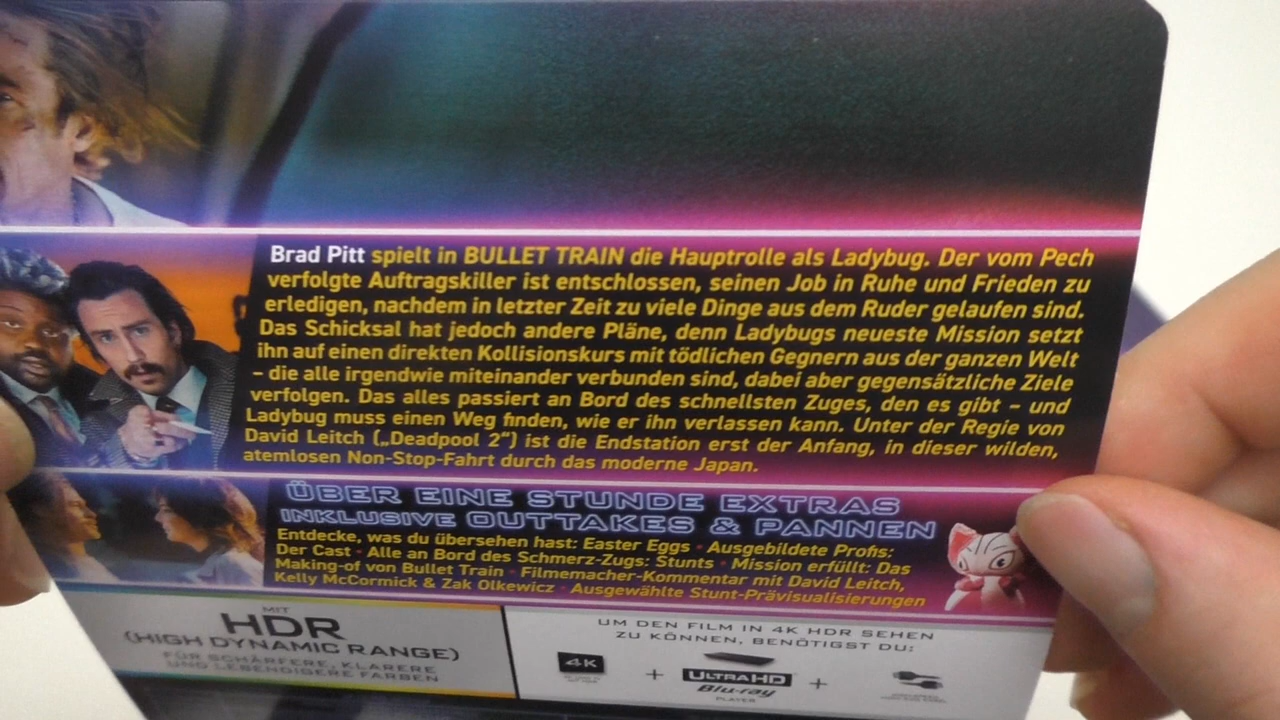 Brad Pitt spielt in BULLET TRAIN die Hauptrolle als Ladybug. Der vom Pech
verfolgte Auftragskiller ist entschlossen, seinen Job in Ruhe und Frieden zu
erledigen, nachdem in letzter Zeit zu viele Dinge aus dem Ruder gelaufen sind.
Das Schicksal hat jedoch andere Pläne, denn Ladybugs neueste Mission setzt
ihn auf einen direkten Kollisionskurs mit tödlichen Gegnern aus der ganzen Welt
– die alle irgendwie miteinander verbunden sind, dabei aber gegensätzliche Ziele
verfolgen. Das alles passiert an Bord des schnellsten Zuges, den es gibt – und
Ladybug muss einen Weg finden, wie er ihn verlassen kann. Unter der Regie von
David Leitch („Deadpool 2“) ist die Endstation erst der Anfang, in dieser wilden,
atemlosen Non-Stop-Fahrt durch das moderne Japan.
ÜBER EINE STUNDE EXTRAS
INKLUSIVE OUTTAKES & PANNEN
Entdecke, was du übersehen hast: Easter Eggs • Ausgebildete Profis:
Der Cast • Alle an Bord des Schmerz-Zugs: Stunts • Mission erfüllt: Das
Making-of von Bullet Train • Filmemacher-Kommentar mit David Leitch,
Kelly McCormick & Zak Olkewicz • Ausgewählte Stunt-Prävisualisierungen
MIT
HDR
(HIGH DYNAMIC RANGE)
FÜR SCHÄRFERE, KLARERE
UND LEBENDIGERE FARBEN
UM DEN FILM IN 4K HDR SEHEN
ZU KÖNNEN, BENÖTIGST DU:
4K + ULTRA HD +
Blu-ray
PLAYER